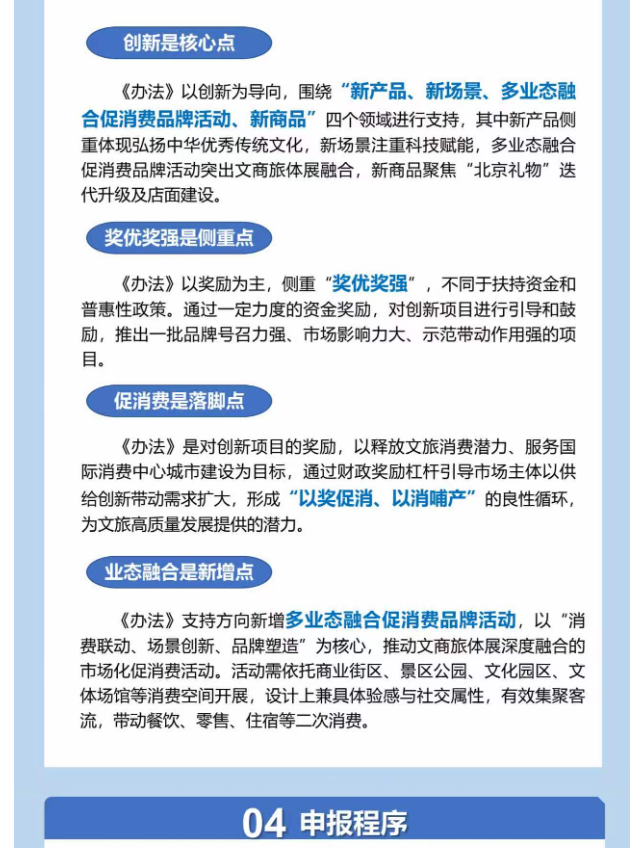 创新是核心点
《办法》以创新为导向，围绕“新产品、新场景、多业态融
合促消费品牌活动、新商品”四个领域进行支持，其中新产品侧
重体现弘扬中华优秀传统文化，新场景注重科技赋能，多业态融合
促消费品牌活动突出文商旅体展融合，新商品聚焦“北京礼物”迭
代升级及店面建设。
奖优奖强是侧重点
《办法》以奖励为主，侧重“奖优奖强”，不同于扶持资金和
普惠性政策。通过一定力度的资金奖励，对创新项目进行引导和鼓
励，推出一批品牌号召力强、市场影响力大、示范带动作用强的项
目。
促消费是落脚点
《办法》是对创新项目的奖励，以释放文旅消费潜力、服务国
际消费中心城市建设为目标，通过财政奖励杠杆引导市场主体以供
给创新带动需求扩大，形成“以奖促消、以消哺产”的良性循环，
为文旅高质量发展提供的潜力。
业态融合是新增点
《办法》支持方向新增多业态融合促消费品牌活动，以“消
费联动、场景创新、品牌塑造”为核心，推动文商旅体展深度融合的
市场化促消费活动。活动需依托商业街区、景区公园、文化园区、文
体场馆等消费空间开展，设计上兼具体验感与社交属性，有效集聚客
流，带动餐饮、零售、住宿等二次消费。
04 申报程序